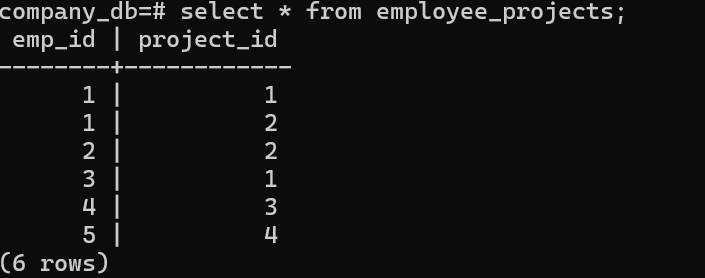 company_db=# select * from employee_projects;
 emp_id | project_id
--------+------------
      1 |          1
      1 |          2
      2 |          2
      3 |          1
      4 |          3
      5 |          4
(6 rows)